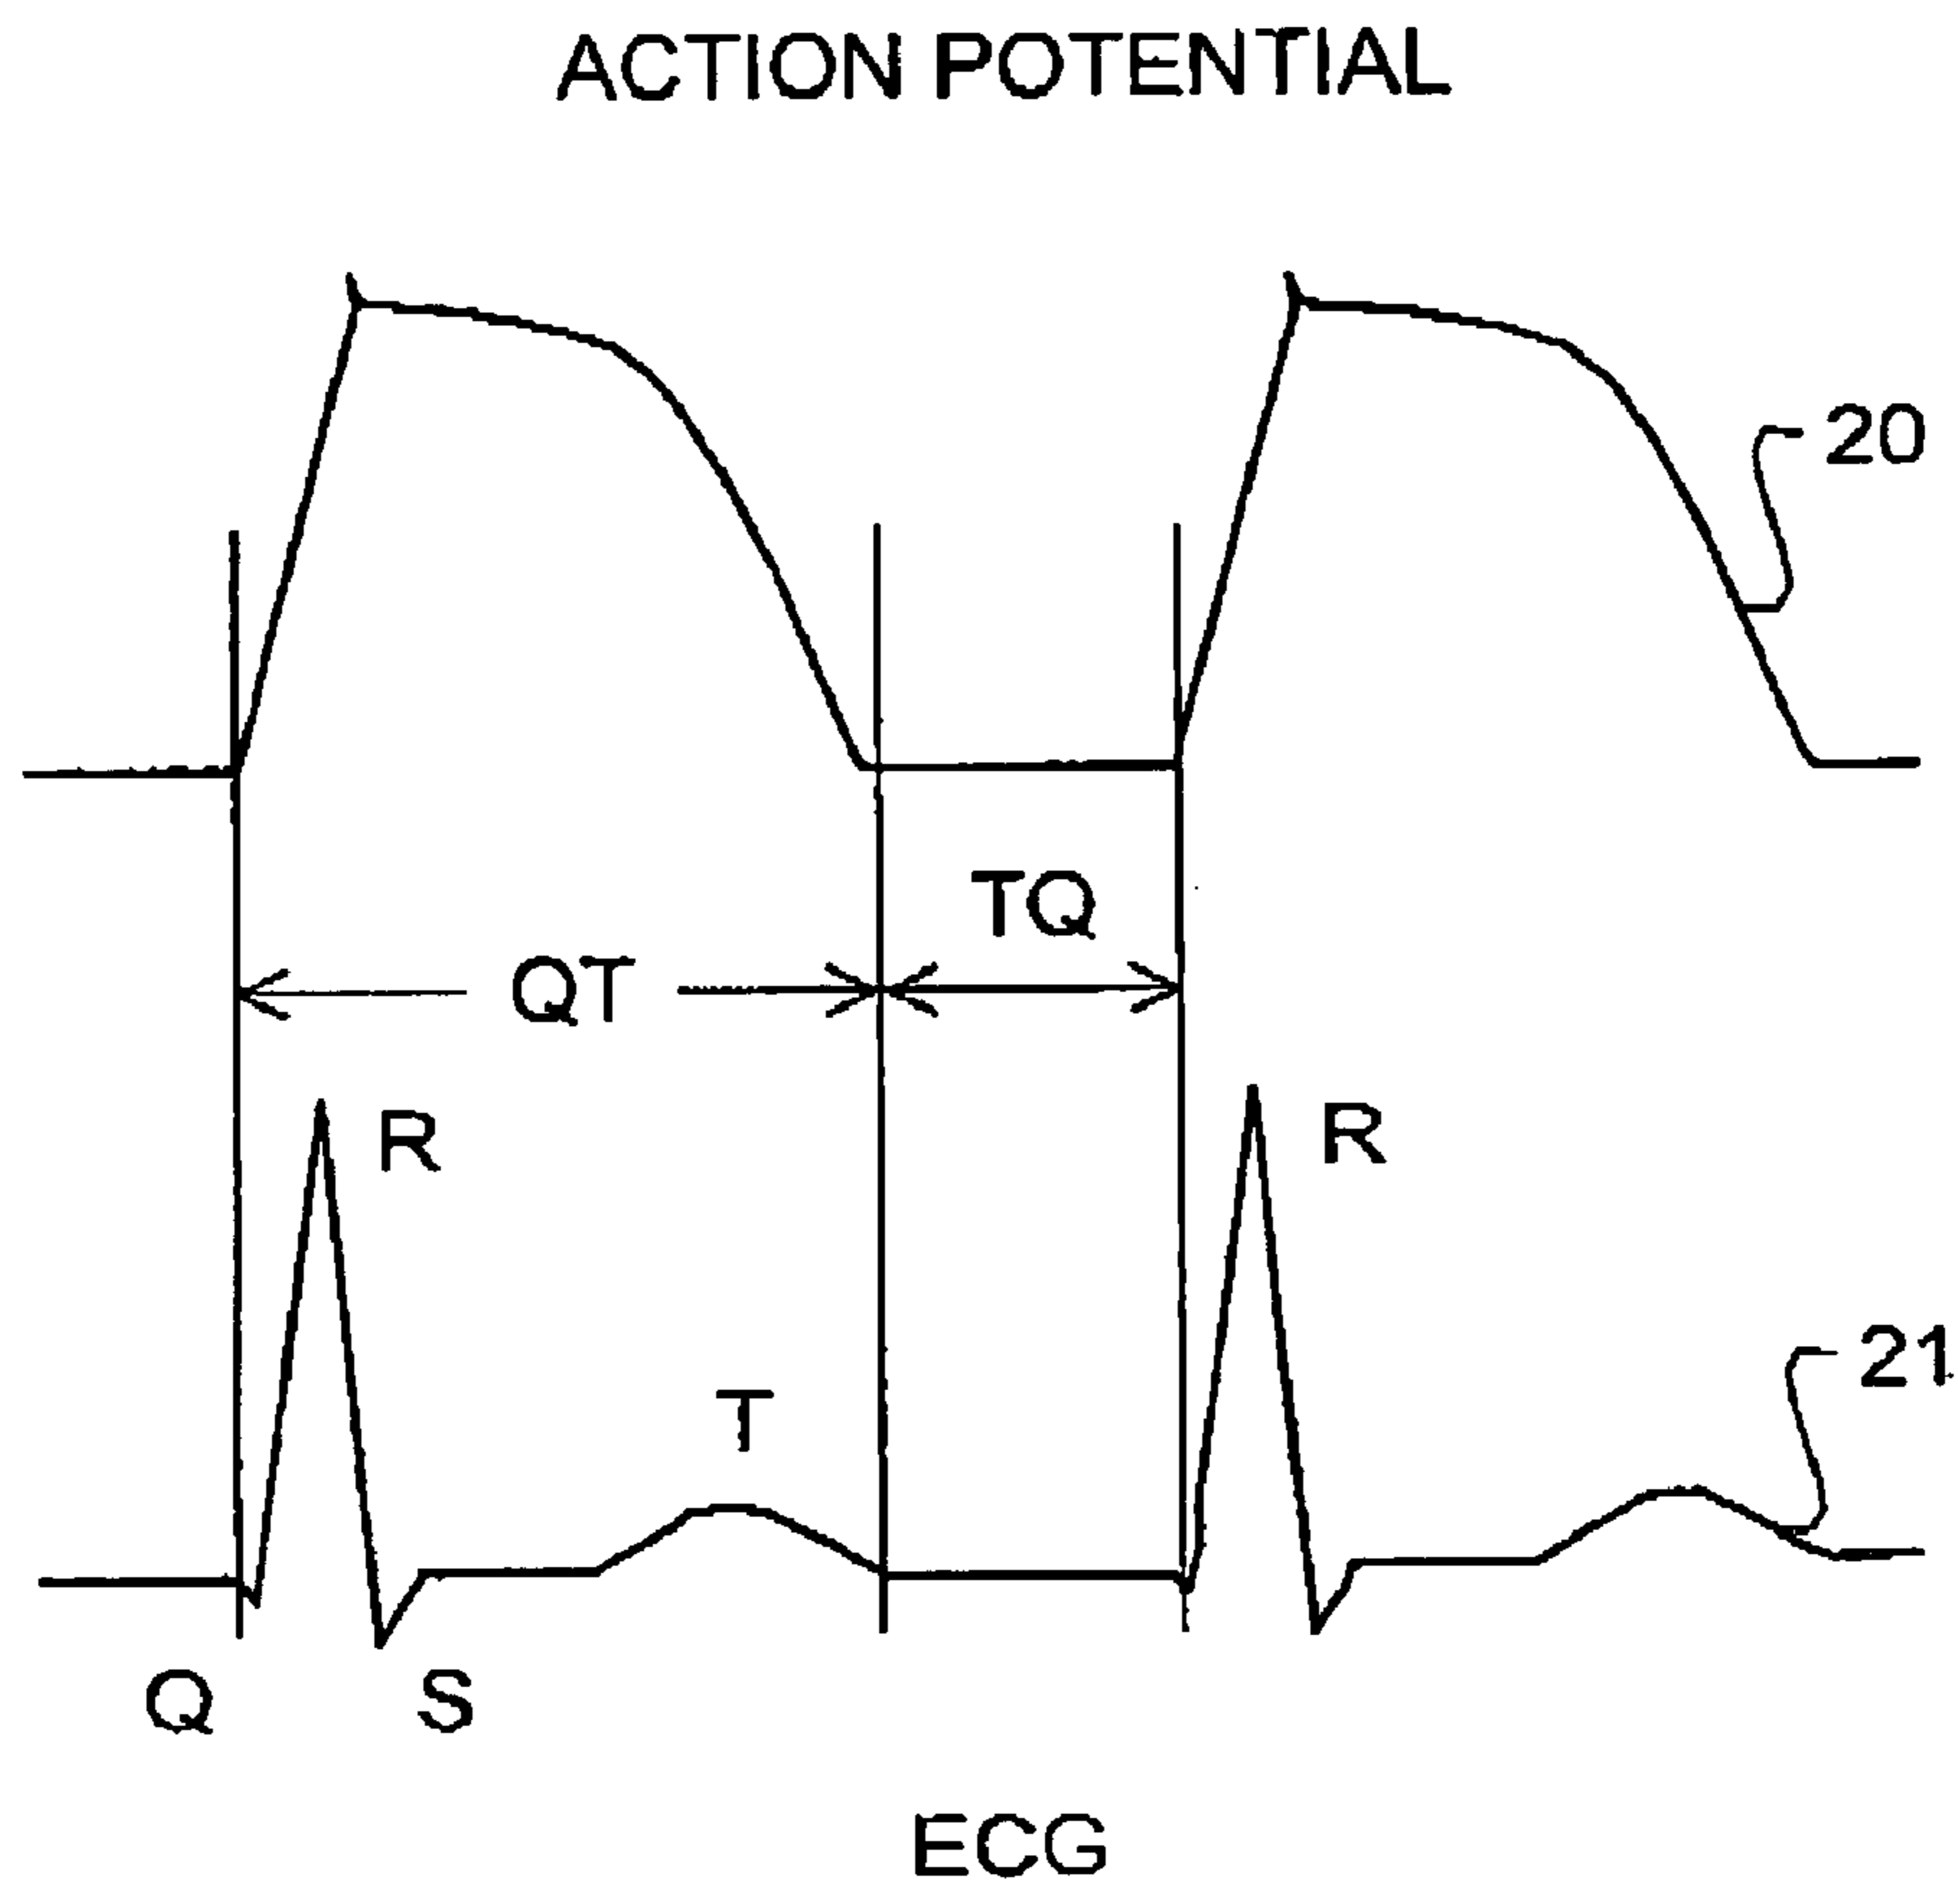 ACTION POTENTIAL
20
TQ
QT
R R
21
T
Q S
ECG